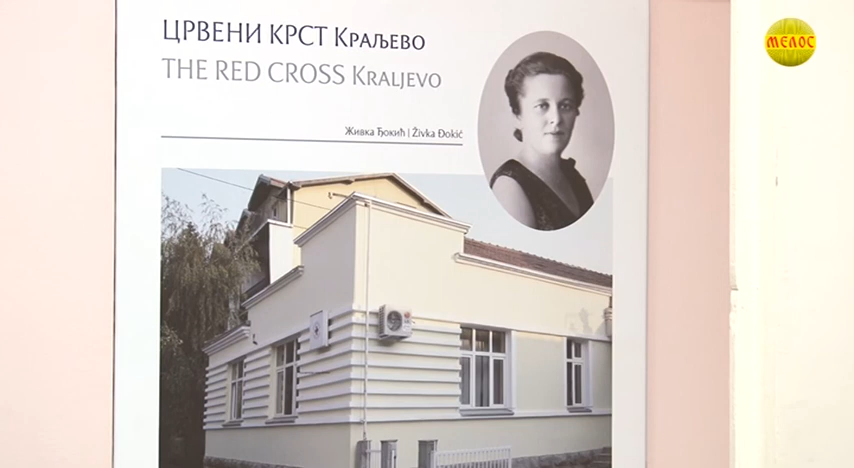 ЦРВЕНИ КРСТ КРАЉЕВО
THE RED CROSS KRALJEVO
Живка Ђокић | Živka Đokić
МЕЛОС